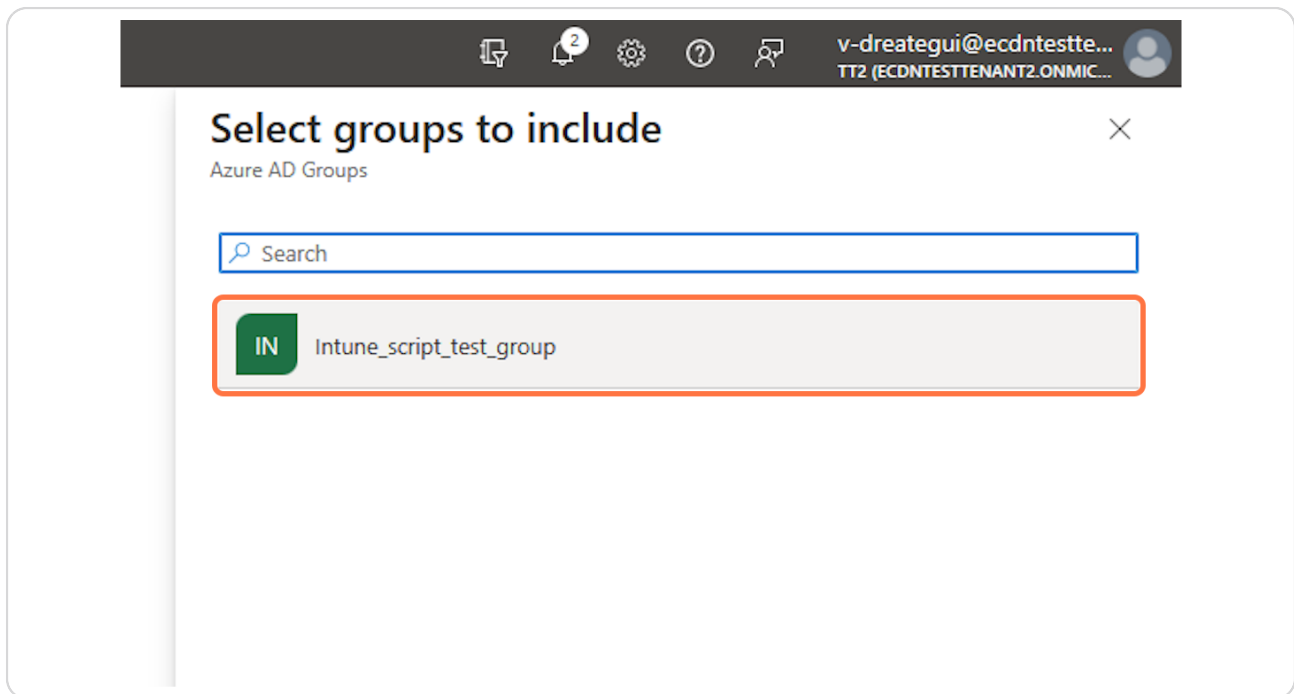 2
v-dreategui@ecdntestte...
TT2 (ECDNTESTTENANT2.ONMIC...
Select groups to include
Azure AD Groups
Search
IN
Intune_script_test_group